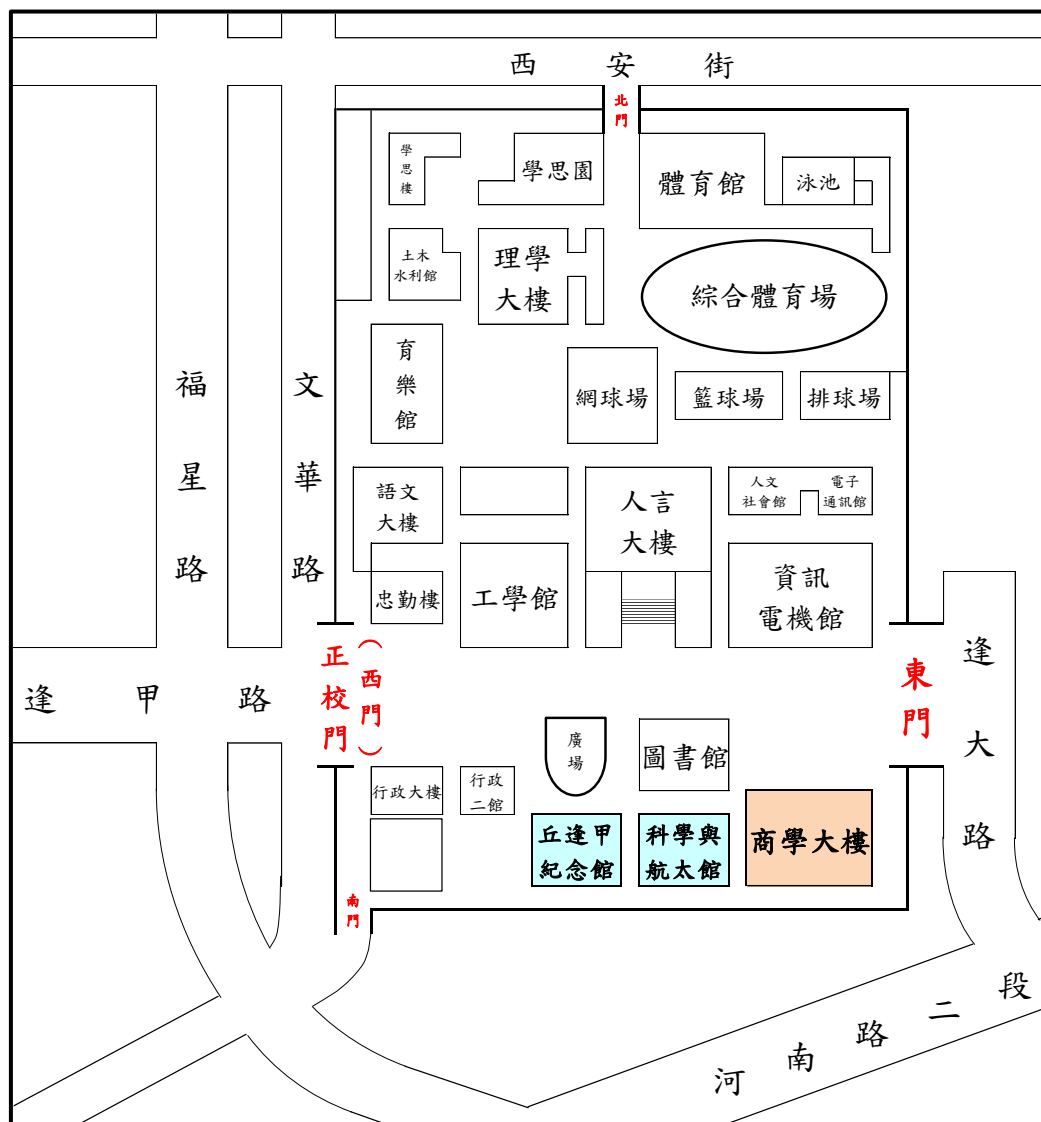 西安街
北門
學思樓
學思園
體育館
泳池
土木
水利館
理學
大樓
綜合體育場
福星路
文華路
育樂館
網球場
籃球場
排球場
語文
大樓
人言
大樓
人文
社會館
電子
通訊館
忠勤樓
工學館
資訊
電機館
逢甲路
正校門
（西門）
東門
逢大路
廣場
圖書館
行政大樓
行政
二館
丘逢甲
紀念館
科學與
航太館
商學大樓
南門
河南路二段